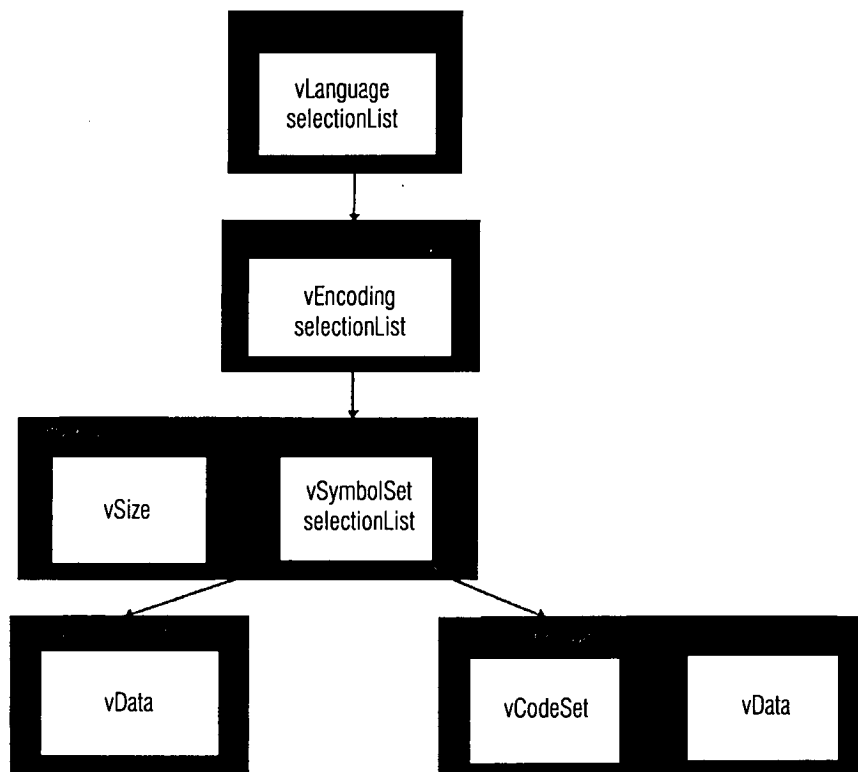 vLanguage
selectionList
vEncoding
selectionList
vSize
vSymbolSet
selectionList
vData
vCodeSet
vData